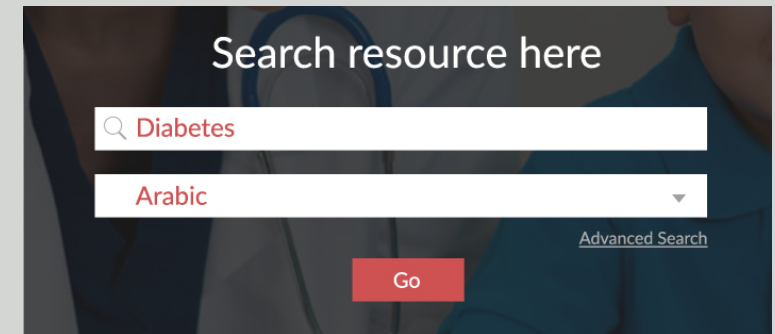 Search resource here
Diabetes
Arabic
Advanced Search
Go